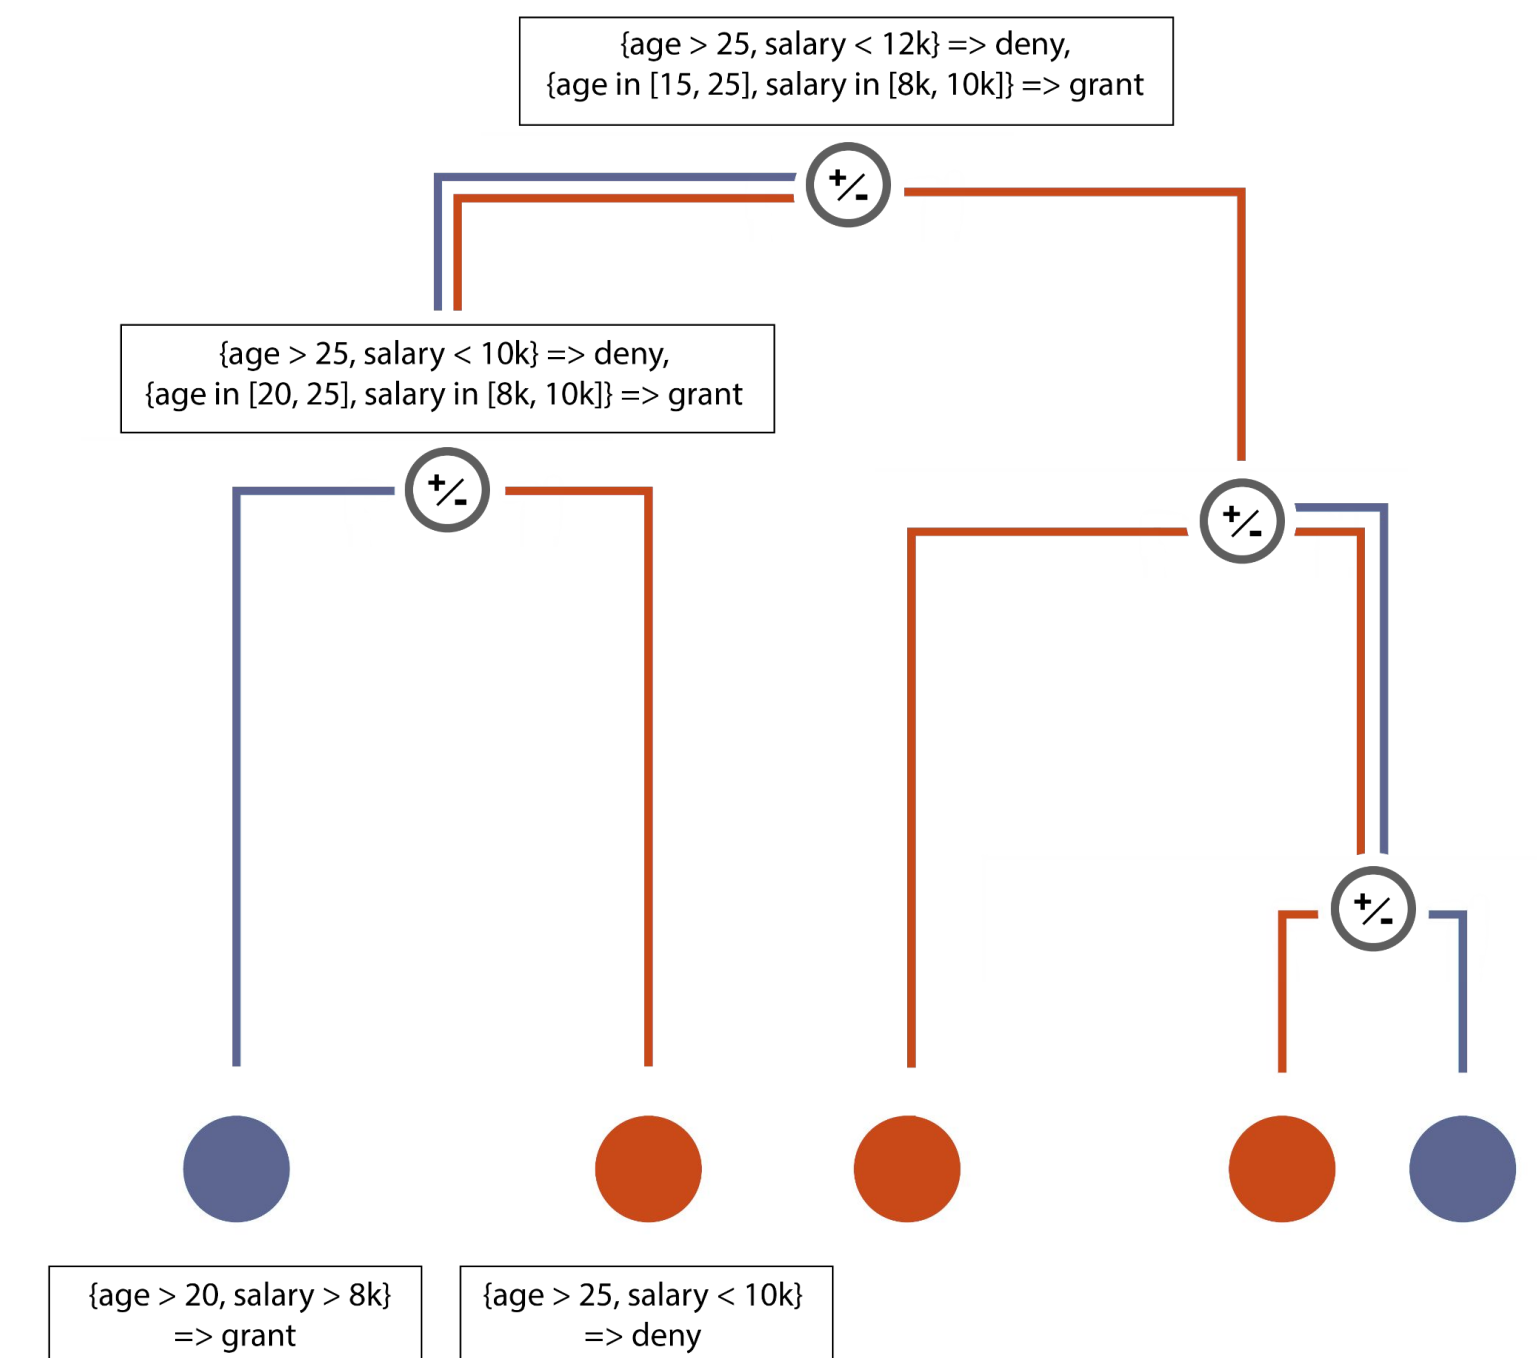 {age > 25, salary < 12k} => deny,
{age in [15, 25], salary in [8k, 10k]} => grant
+/-
{age > 25, salary < 10k} => deny,
{age in [20, 25], salary in [8k, 10k]} => grant
+/-
+/-
+/-
{age > 20, salary > 8k}
=> grant
{age > 25, salary < 10k}
=> deny